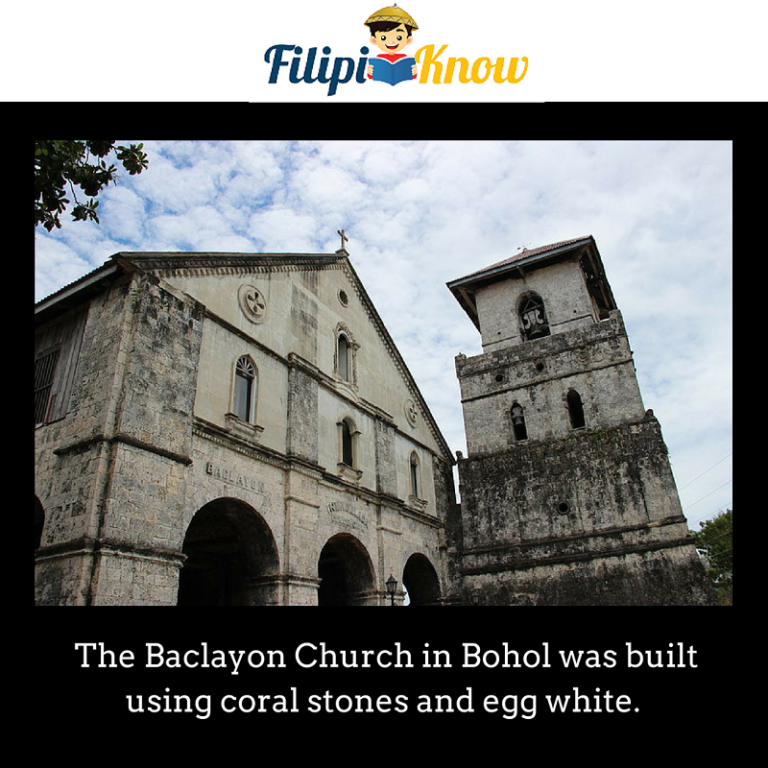 FilipiKnow
BACLAYON
The Baclayon Church in Bohol was built
using coral stones and egg white.